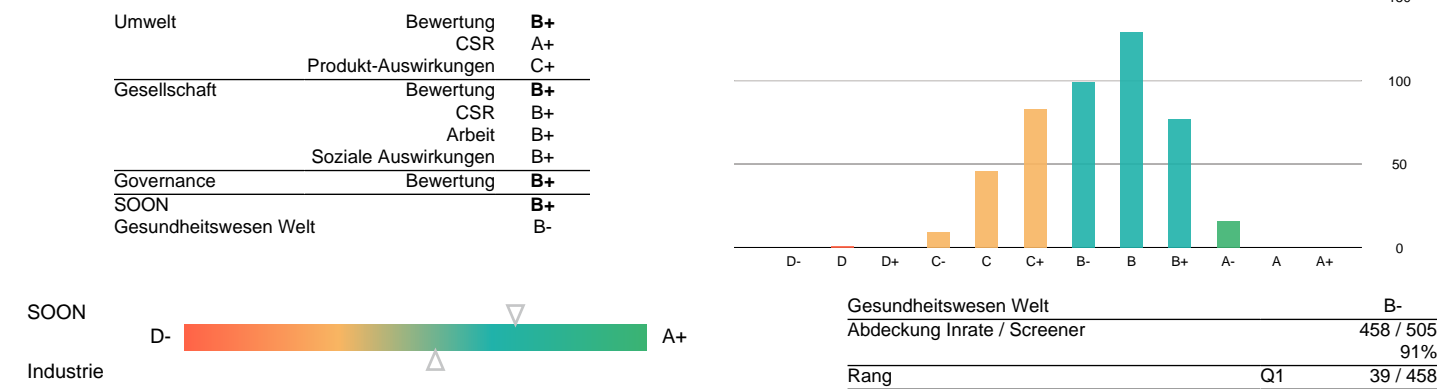 Umwelt Bewertung B+
CSR A+
Produkt-Auswirkungen C+
Gesellschaft Bewertung B+
CSR B+
Arbeit B+
Soziale Auswirkungen B+
Governance Bewertung B+
SOON B+
Gesundheitswesen Welt B-
100
50
0
D- D D+ C- C C+ B- B B+ A- A A+
SOON
D- A+
Industrie
Gesundheitswesen Welt B-
Abdeckung Inrate / Screener 458 / 505
91%
Rang Q1 39 / 458